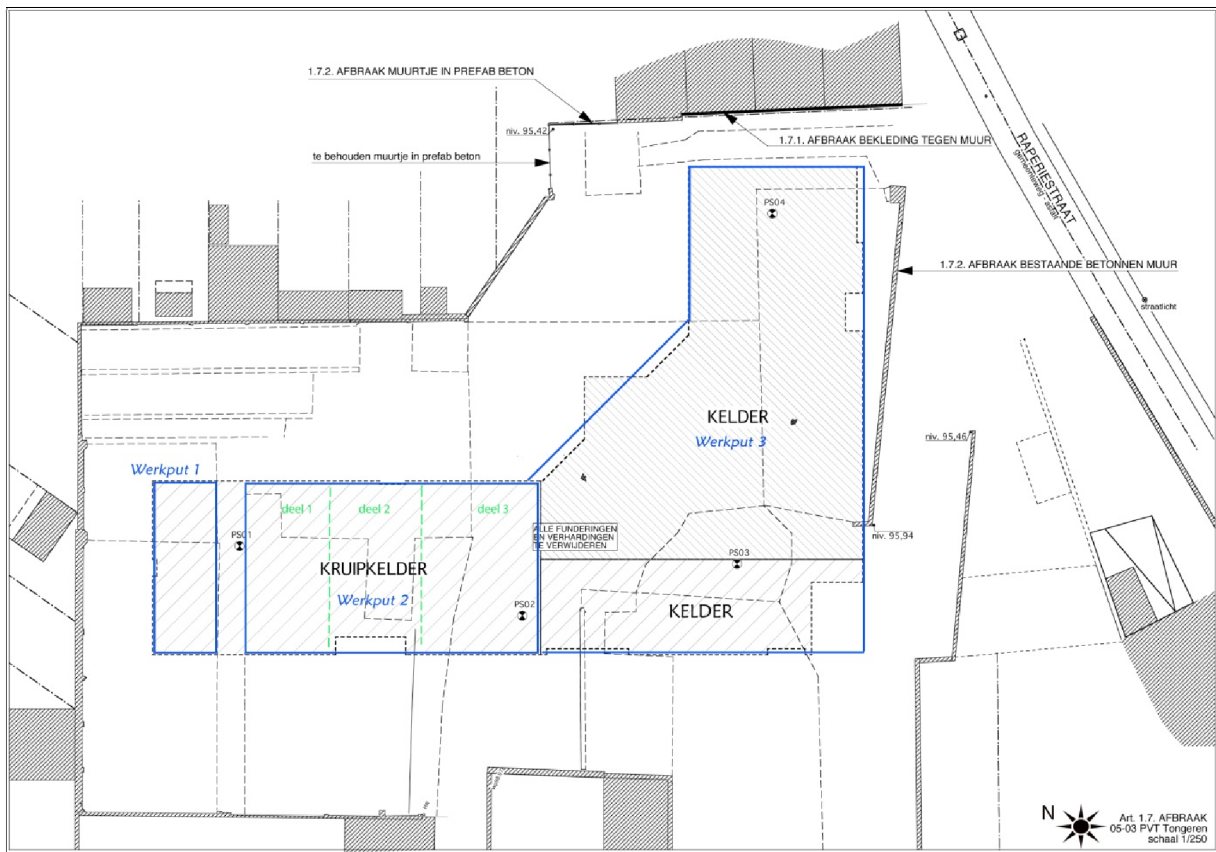 1.7.2. AFBRAAK MUURTJE IN PREFAB BETON
niv. 95,42
1.7.1. AFBRAAK BEKLEDING TEGEN MUUR
te behouden muurtje in prefab beton
RAPERIESTRAAT
gemeenteweg - asfalt
PS04
1.7.2. AFBRAAK BESTAANDE BETONNEN MUUR
straatlicht
KELDER
Werkput 3
niv. 95,46
Werkput 1
deel 1
deel 2
deel 3
ALLE FUNDERINGEN
EN VERHARDINGEN
TE VERWIJDEREN
niv. 95,94
PS01
PS03
KRUIPKELDER
Werkput 2
PS02
KELDER
N
Art. 1.7. AFBRAAK
05-03 PVT Tongeren
schaal 1/250